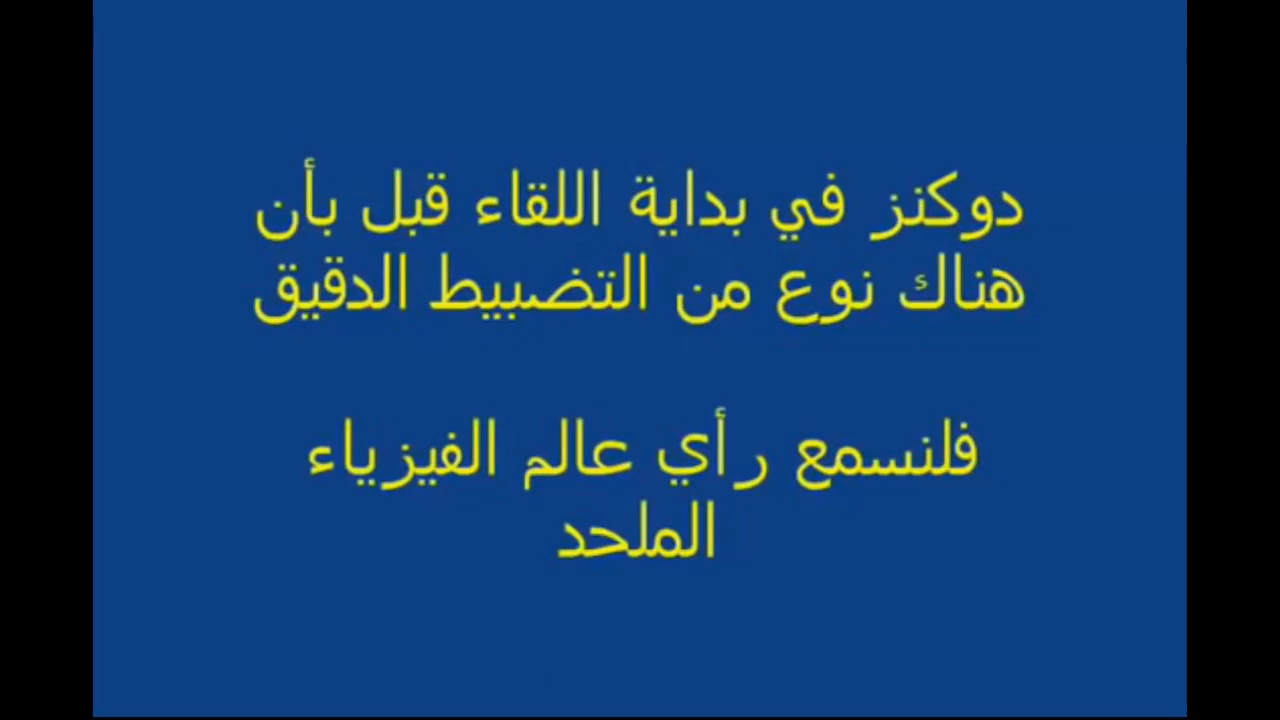 دوكنز في بداية اللقاء قبل بأن
هناك نوع من التضبيط الدقيق
فلنسمع رأي عالم الفيزياء
الملحد